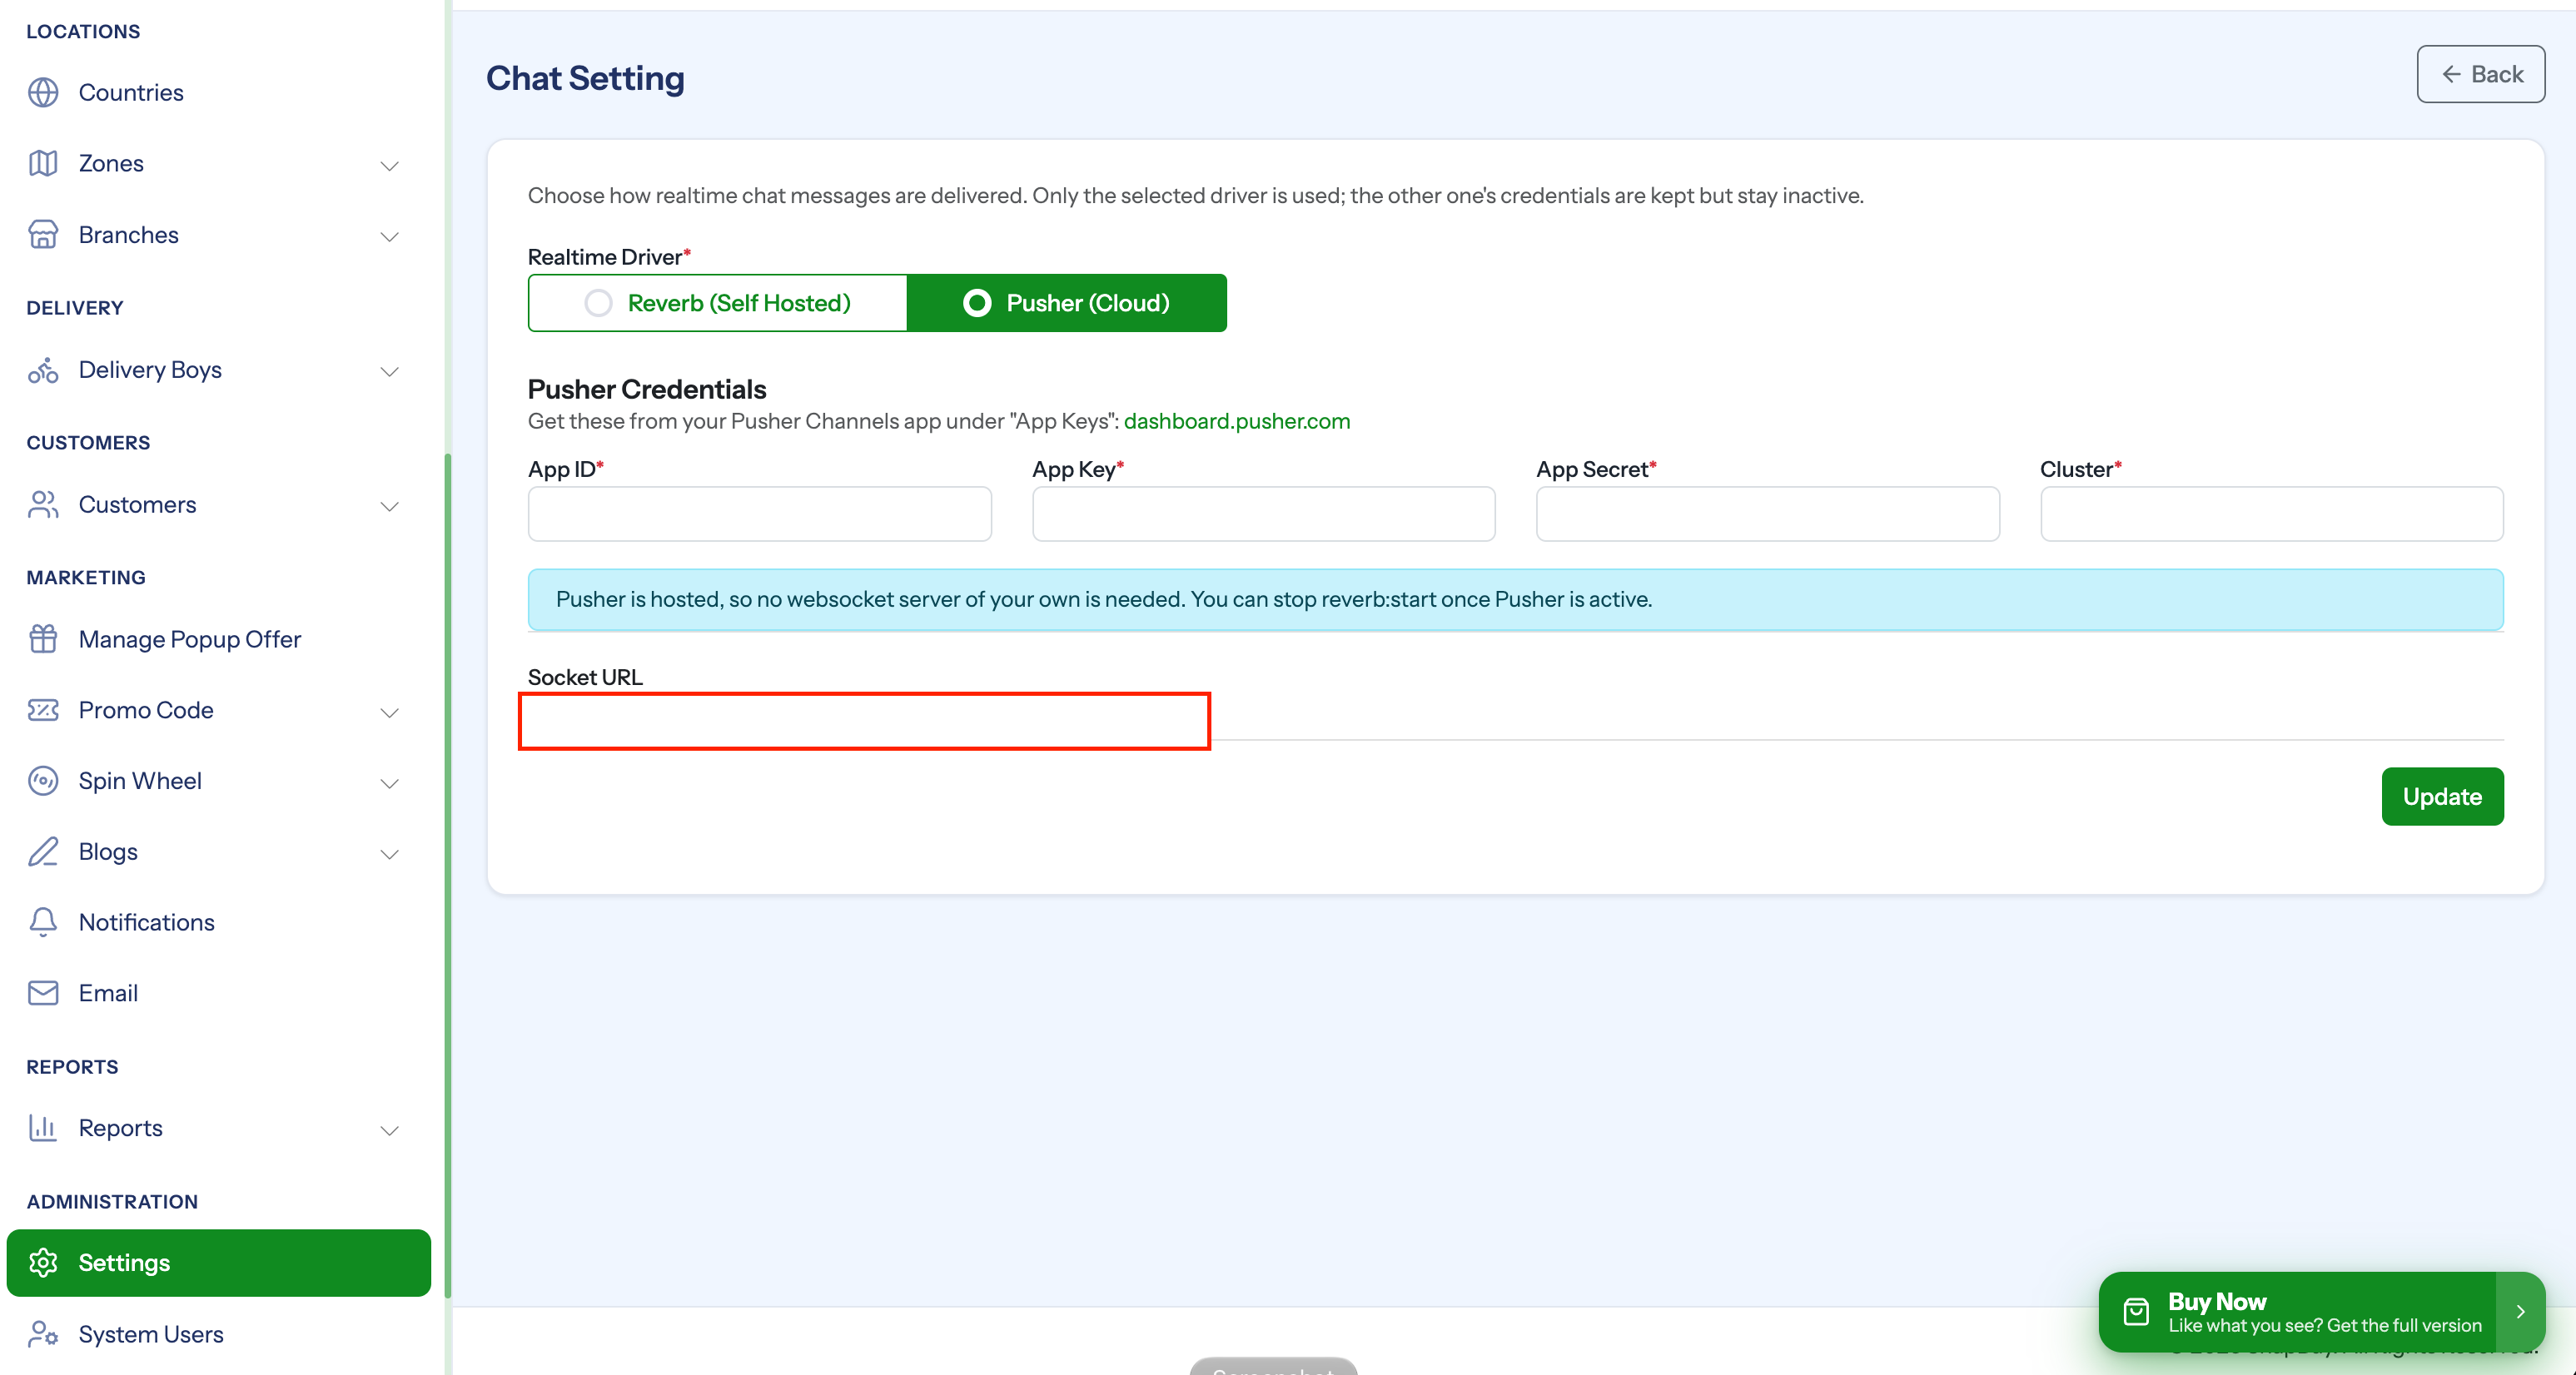 LOCATIONS
Countries
Zones
Branches
DELIVERY
Delivery Boys
CUSTOMERS
Customers
MARKETING
Manage Popup Offer
Promo Code
Spin Wheel
Blogs
Notifications
Email
REPORTS
Reports
ADMINISTRATION
Settings
System Users
Chat Setting
Back
Choose how realtime chat messages are delivered. Only the selected driver is used; the other one's credentials are kept but stay inactive.
Realtime Driver*
Reverb (Self Hosted)
Pusher (Cloud)
Pusher Credentials
Get these from your Pusher Channels app under "App Keys": dashboard.pusher.com
App ID*
App Key*
App Secret*
Cluster*
Pusher is hosted, so no websocket server of your own is needed. You can stop reverb:start once Pusher is active.
Socket URL
Update
Buy Now
Like what you see? Get the full version